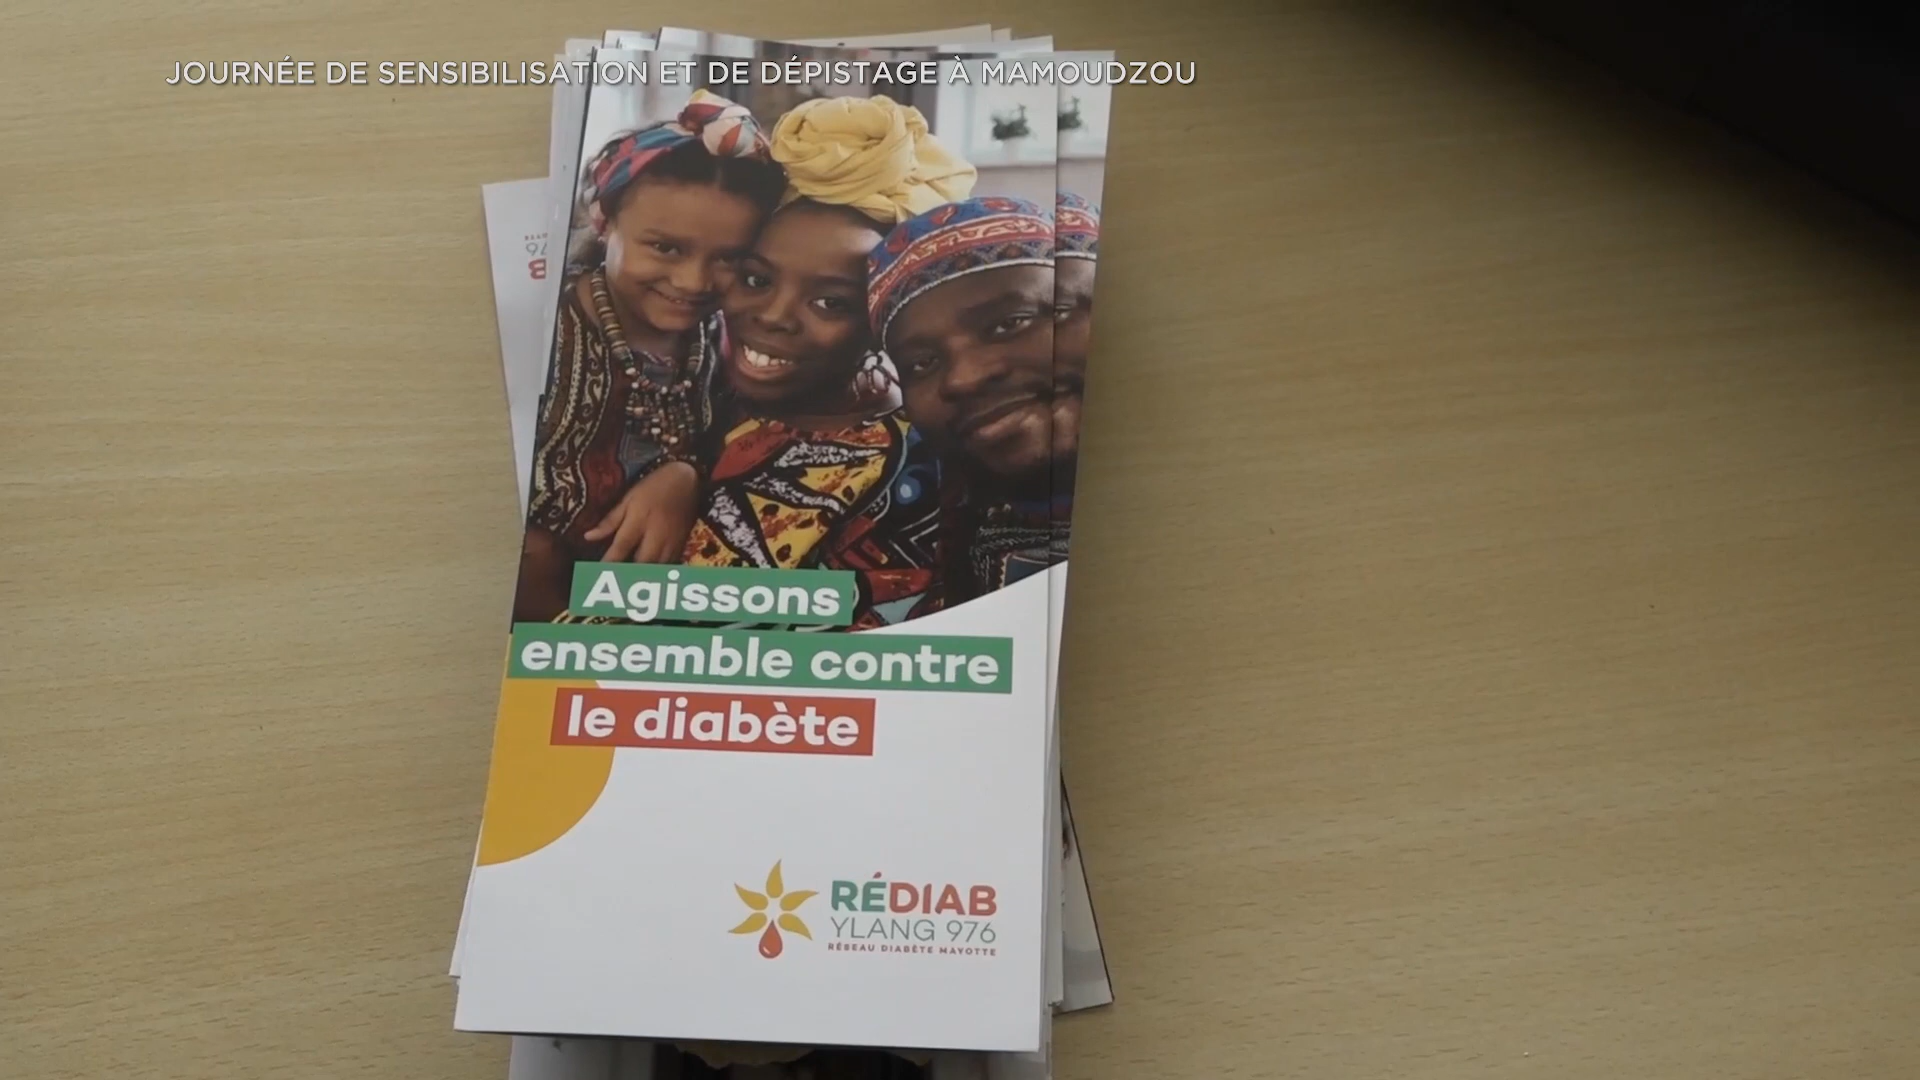 JOURNÉE DE SENSIBILISATION ET DE DÉPISTAGE À MAMOUDZOU
Agissons
ensemble contre
le diabète
RÉDIAB
YLANG 976
RÉSEAU DIABÈTE MAYOTTE